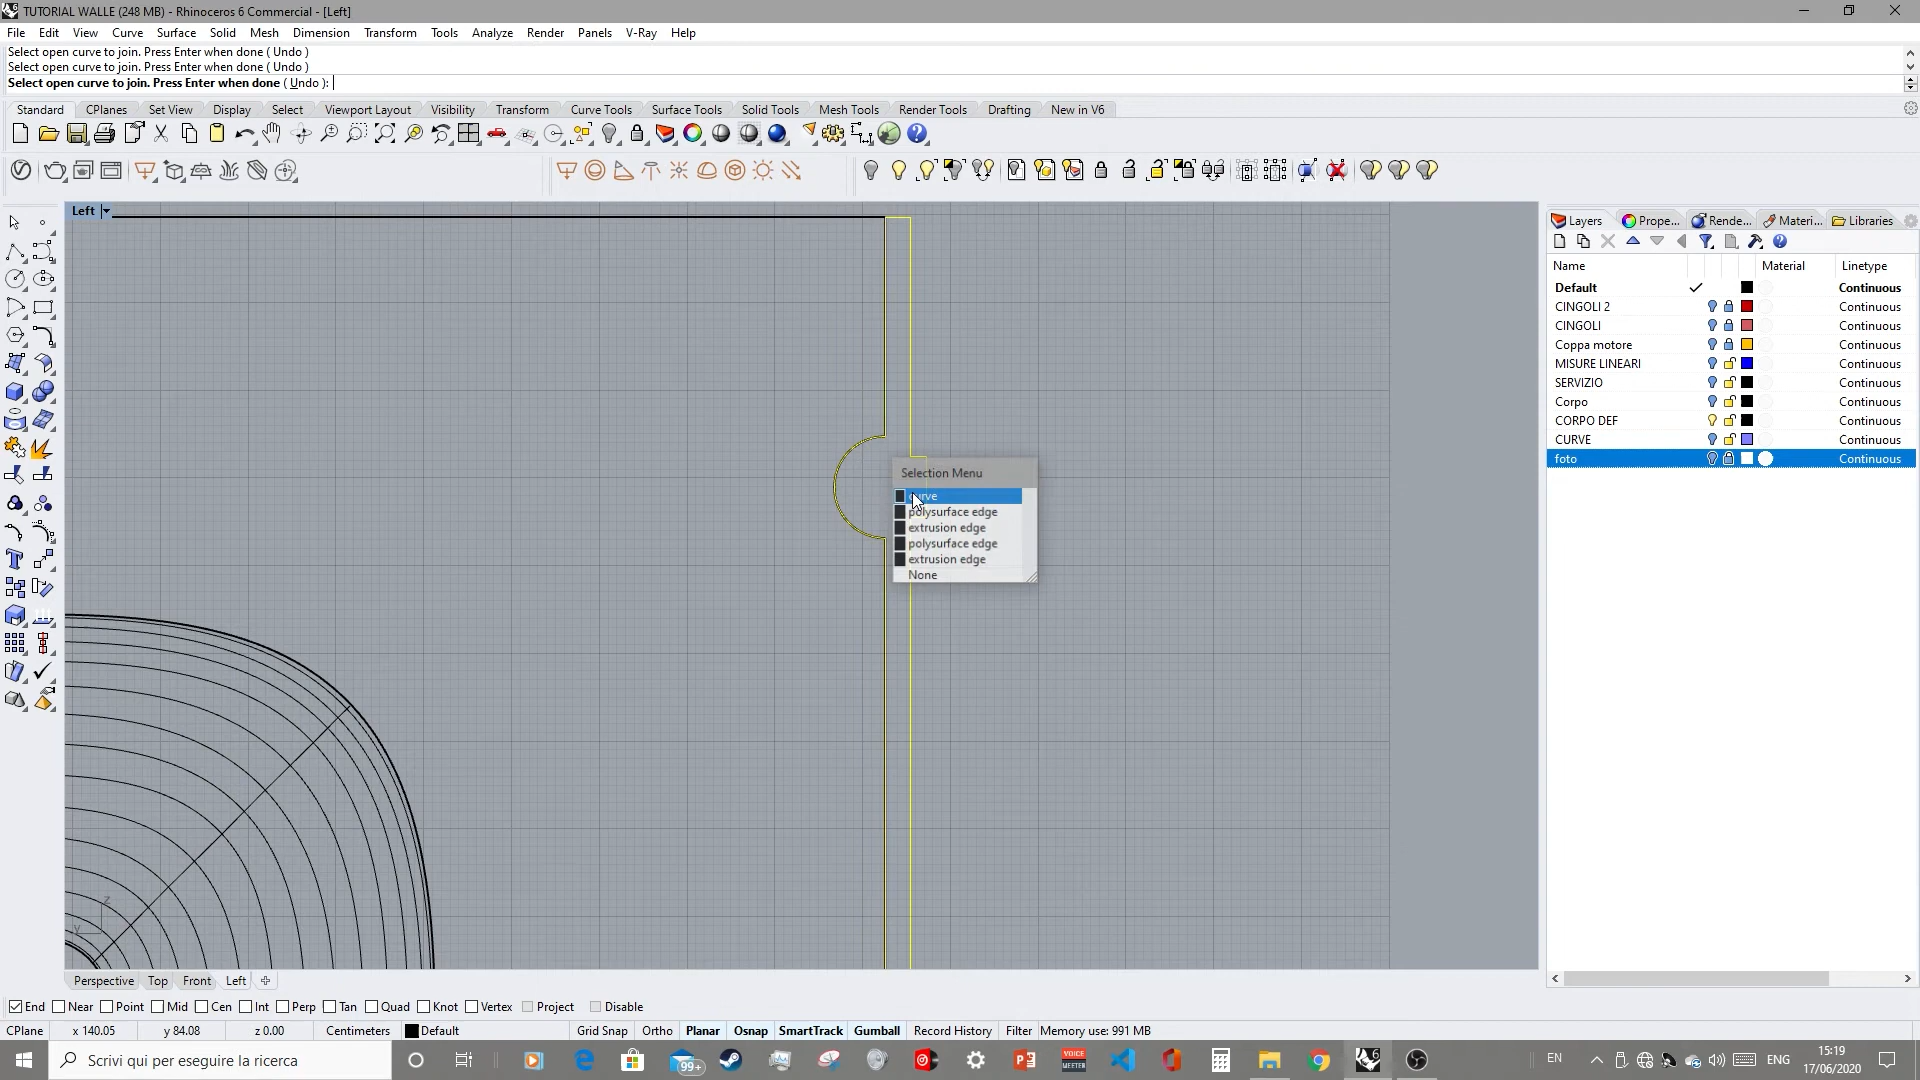 TUTORIAL WALLE (248 MB) - Rhinoceros 6 Commercial - [Left]
File Edit View Curve Surface Solid Mesh Dimension Transform Tools Analyze Render Panels V-Ray Help
Select open curve to join. Press Enter when done ( Undo )
Select open curve to join. Press Enter when done ( Undo )
Select open curve to join. Press Enter when done ( Undo ):
Standard CPlanes Set View Display Select Viewport Layout Visibility Transform Curve Tools Surface Tools Solid Tools Mesh Tools Render Tools Drafting New in V6
Left
Layers Prope... Rende... Materi... Libraries
Name Material Linetype
Default Continuous
CINGOLI 2 Continuous
CINGOLI Continuous
Coppa motore Continuous
MISURE LINEARI Continuous
SERVIZIO Continuous
Corpo Continuous
CORPO DEF Continuous
CURVE Continuous
foto Continuous
Selection Menu
curve
polysurface edge
extrusion edge
polysurface edge
extrusion edge
None
z
y
Perspective Top Front Left
End Near Point Mid Cen Int Perp Tan Quad Knot Vertex Project Disable
CPlane x 140.05 y 84.08 z 0.00 Centimeters Default Grid Snap Ortho Planar Osnap SmartTrack Gumball Record History Filter Memory use: 991 MB
Scrivi qui per eseguire la ricerca 99+ VOICE MEETER EN ENG 15:19
17/06/2020